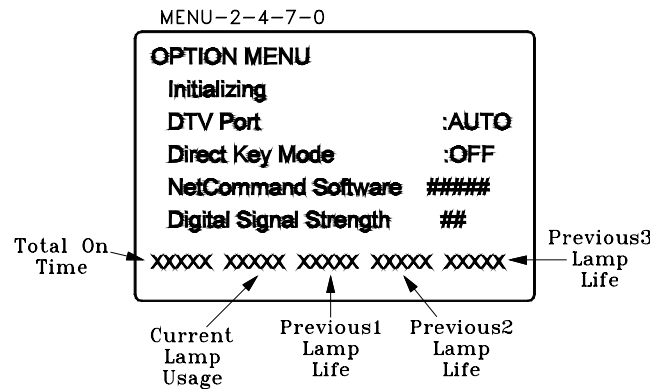 MENU-2-4-7-0
OPTION MENU
Initializing
DTV Port :AUTO
Direct Key Mode :OFF
NetCommand Software #####
Digital Signal Strength ##
Total On
Time
XXXXX XXXXX XXXXX XXXXX XXXXX
Previous3
Lamp
Life
Current
Lamp
Usage
Previous1
Lamp
Life
Previous2
Lamp
Life